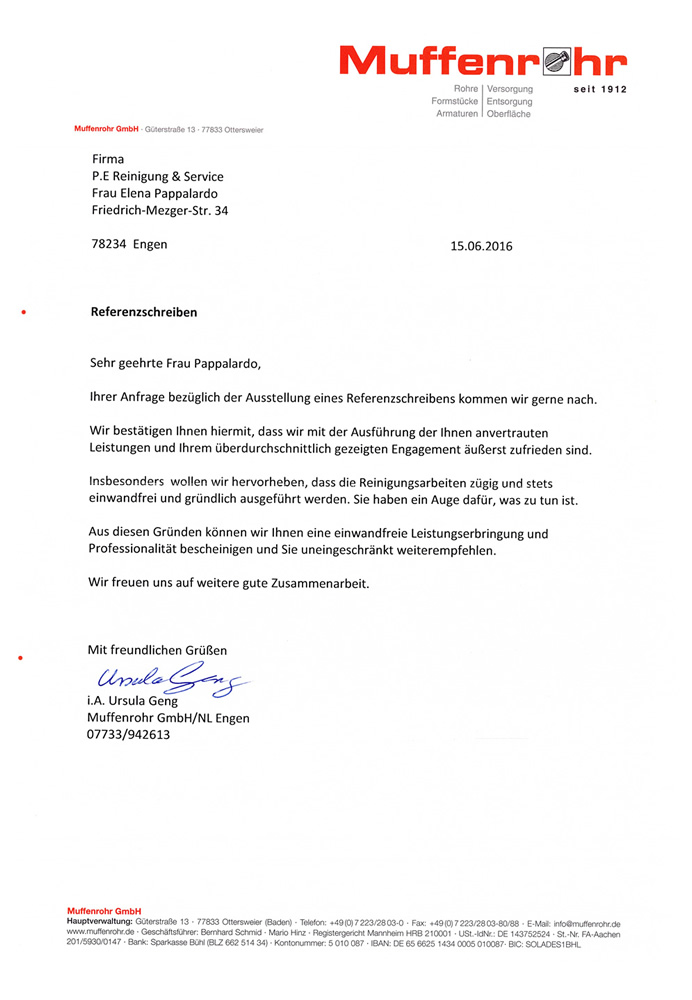 Muffenrohr
Rohre | Versorgung seit 1912
Formstücke | Entsorgung
Armaturen | Oberfläche
Muffenrohr GmbH · Güterstraße 13 · 77833 Ottersweier
Firma
P.E Reinigung & Service
Frau Elena Pappalardo
Friedrich-Mezger-Str. 34
78234 Engen
15.06.2016
Referenzschreiben
Sehr geehrte Frau Pappalardo,
Ihrer Anfrage bezüglich der Ausstellung eines Referenzschreibens kommen wir gerne nach.
Wir bestätigen Ihnen hiermit, dass wir mit der Ausführung der Ihnen anvertrauten
Leistungen und Ihrem überdurchschnittlich gezeigten Engagement äußerst zufrieden sind.
Insbesonders wollen wir hervorheben, dass die Reinigungsarbeiten zügig und stets
einwandfrei und gründlich ausgeführt werden. Sie haben ein Auge dafür, was zu tun ist.
Aus diesen Gründen können wir Ihnen eine einwandfreie Leistungserbringung und
Professionalität bescheinigen und Sie uneingeschränkt weiterempfehlen.
Wir freuen uns auf weitere gute Zusammenarbeit.
Mit freundlichen Grüßen
Ursula Geng
i.A. Ursula Geng
Muffenrohr GmbH/NL Engen
07733/942613
Muffenrohr GmbH
Hauptverwaltung: Güterstraße 13 · 77833 Ottersweier (Baden) · Telefon: +49(0)7223/2803-0 · Fax: +49(0)7223/2803-80/88 · E-Mail: info@muffenrohr.de
www.muffenrohr.de · Geschäftsführer: Bernhard Schmid · Mario Hinz · Registergericht Mannheim HRB 210001 · USt.-IdNr.: DE 143752524 · St.-Nr. FA-Aachen
201/5930/0147 · Bank: Sparkasse Bühl (BLZ 662 514 34) · Kontonummer: 5 010 087 · IBAN: DE 65 6625 1434 0005 010087· BIC: SOLADES1BHL